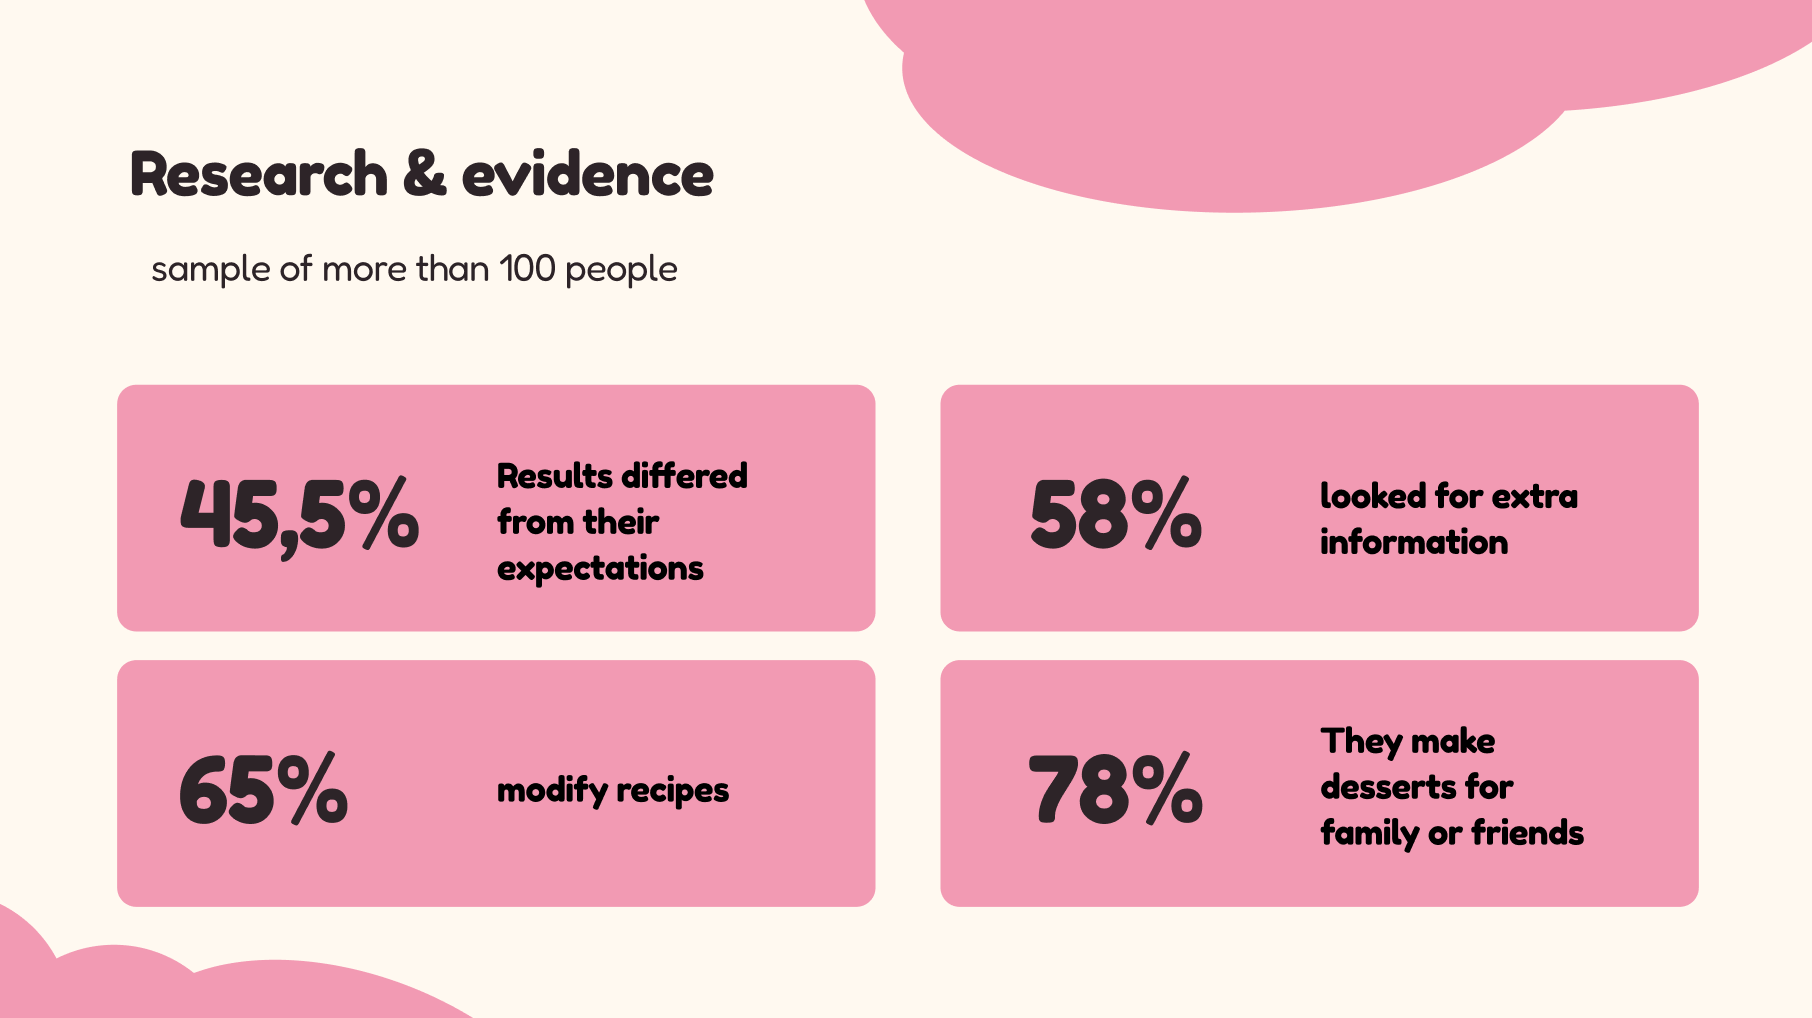 Research & evidence
sample of more than 100 people
45,5%
Results differed
from their
expectations
58%
looked for extra
information
65%
modify recipes
78%
They make
desserts for
family or friends